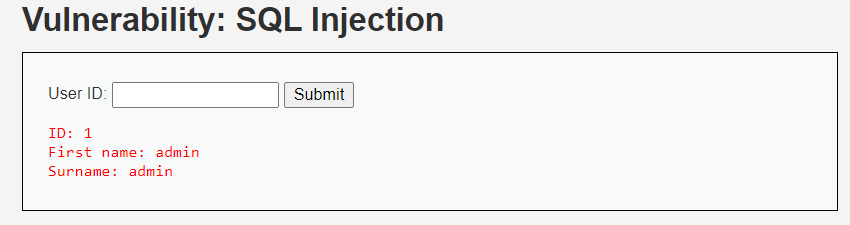 Vulnerability: SQL Injection
User ID: Submit
ID: 1
First name: admin
Surname: admin